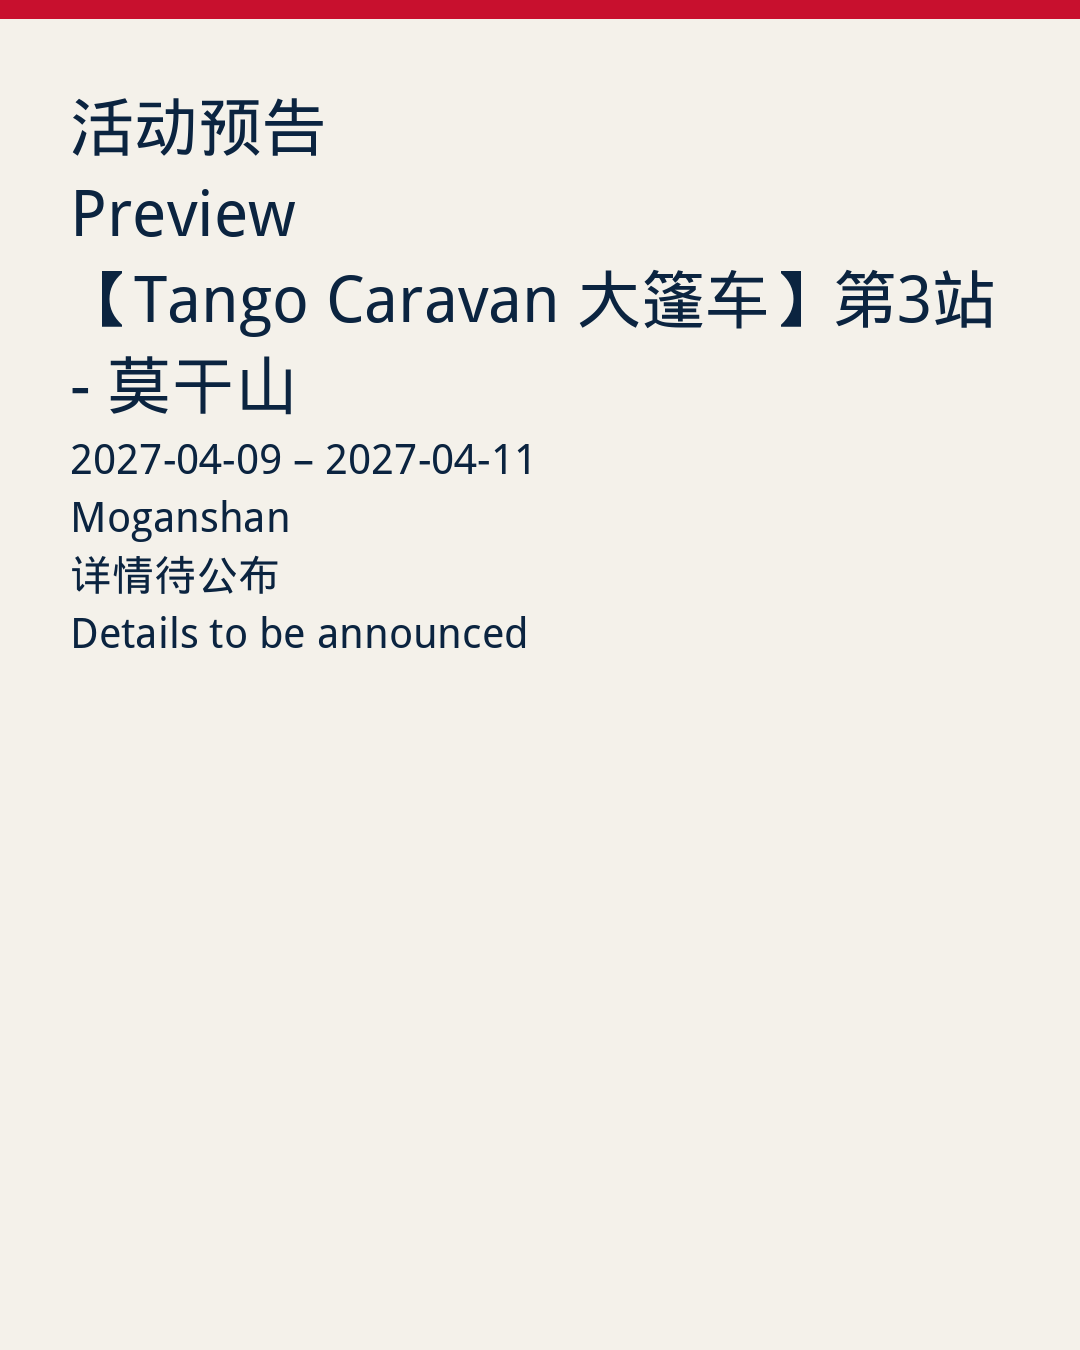 活动预告
Preview
【Tango Caravan 大篷车】第3站
- 莫干山
2027-04-09 – 2027-04-11
Moganshan
详情待公布
Details to be announced